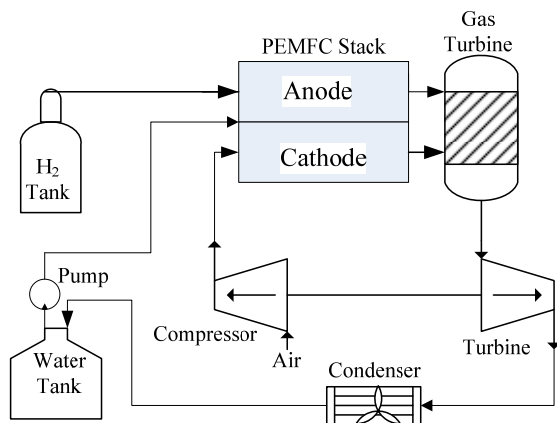 Gas
Turbine
PEMFC Stack
Anode
Cathode
H2
Tank
Pump
Compressor
Air
Turbine
Water
Tank
Condenser